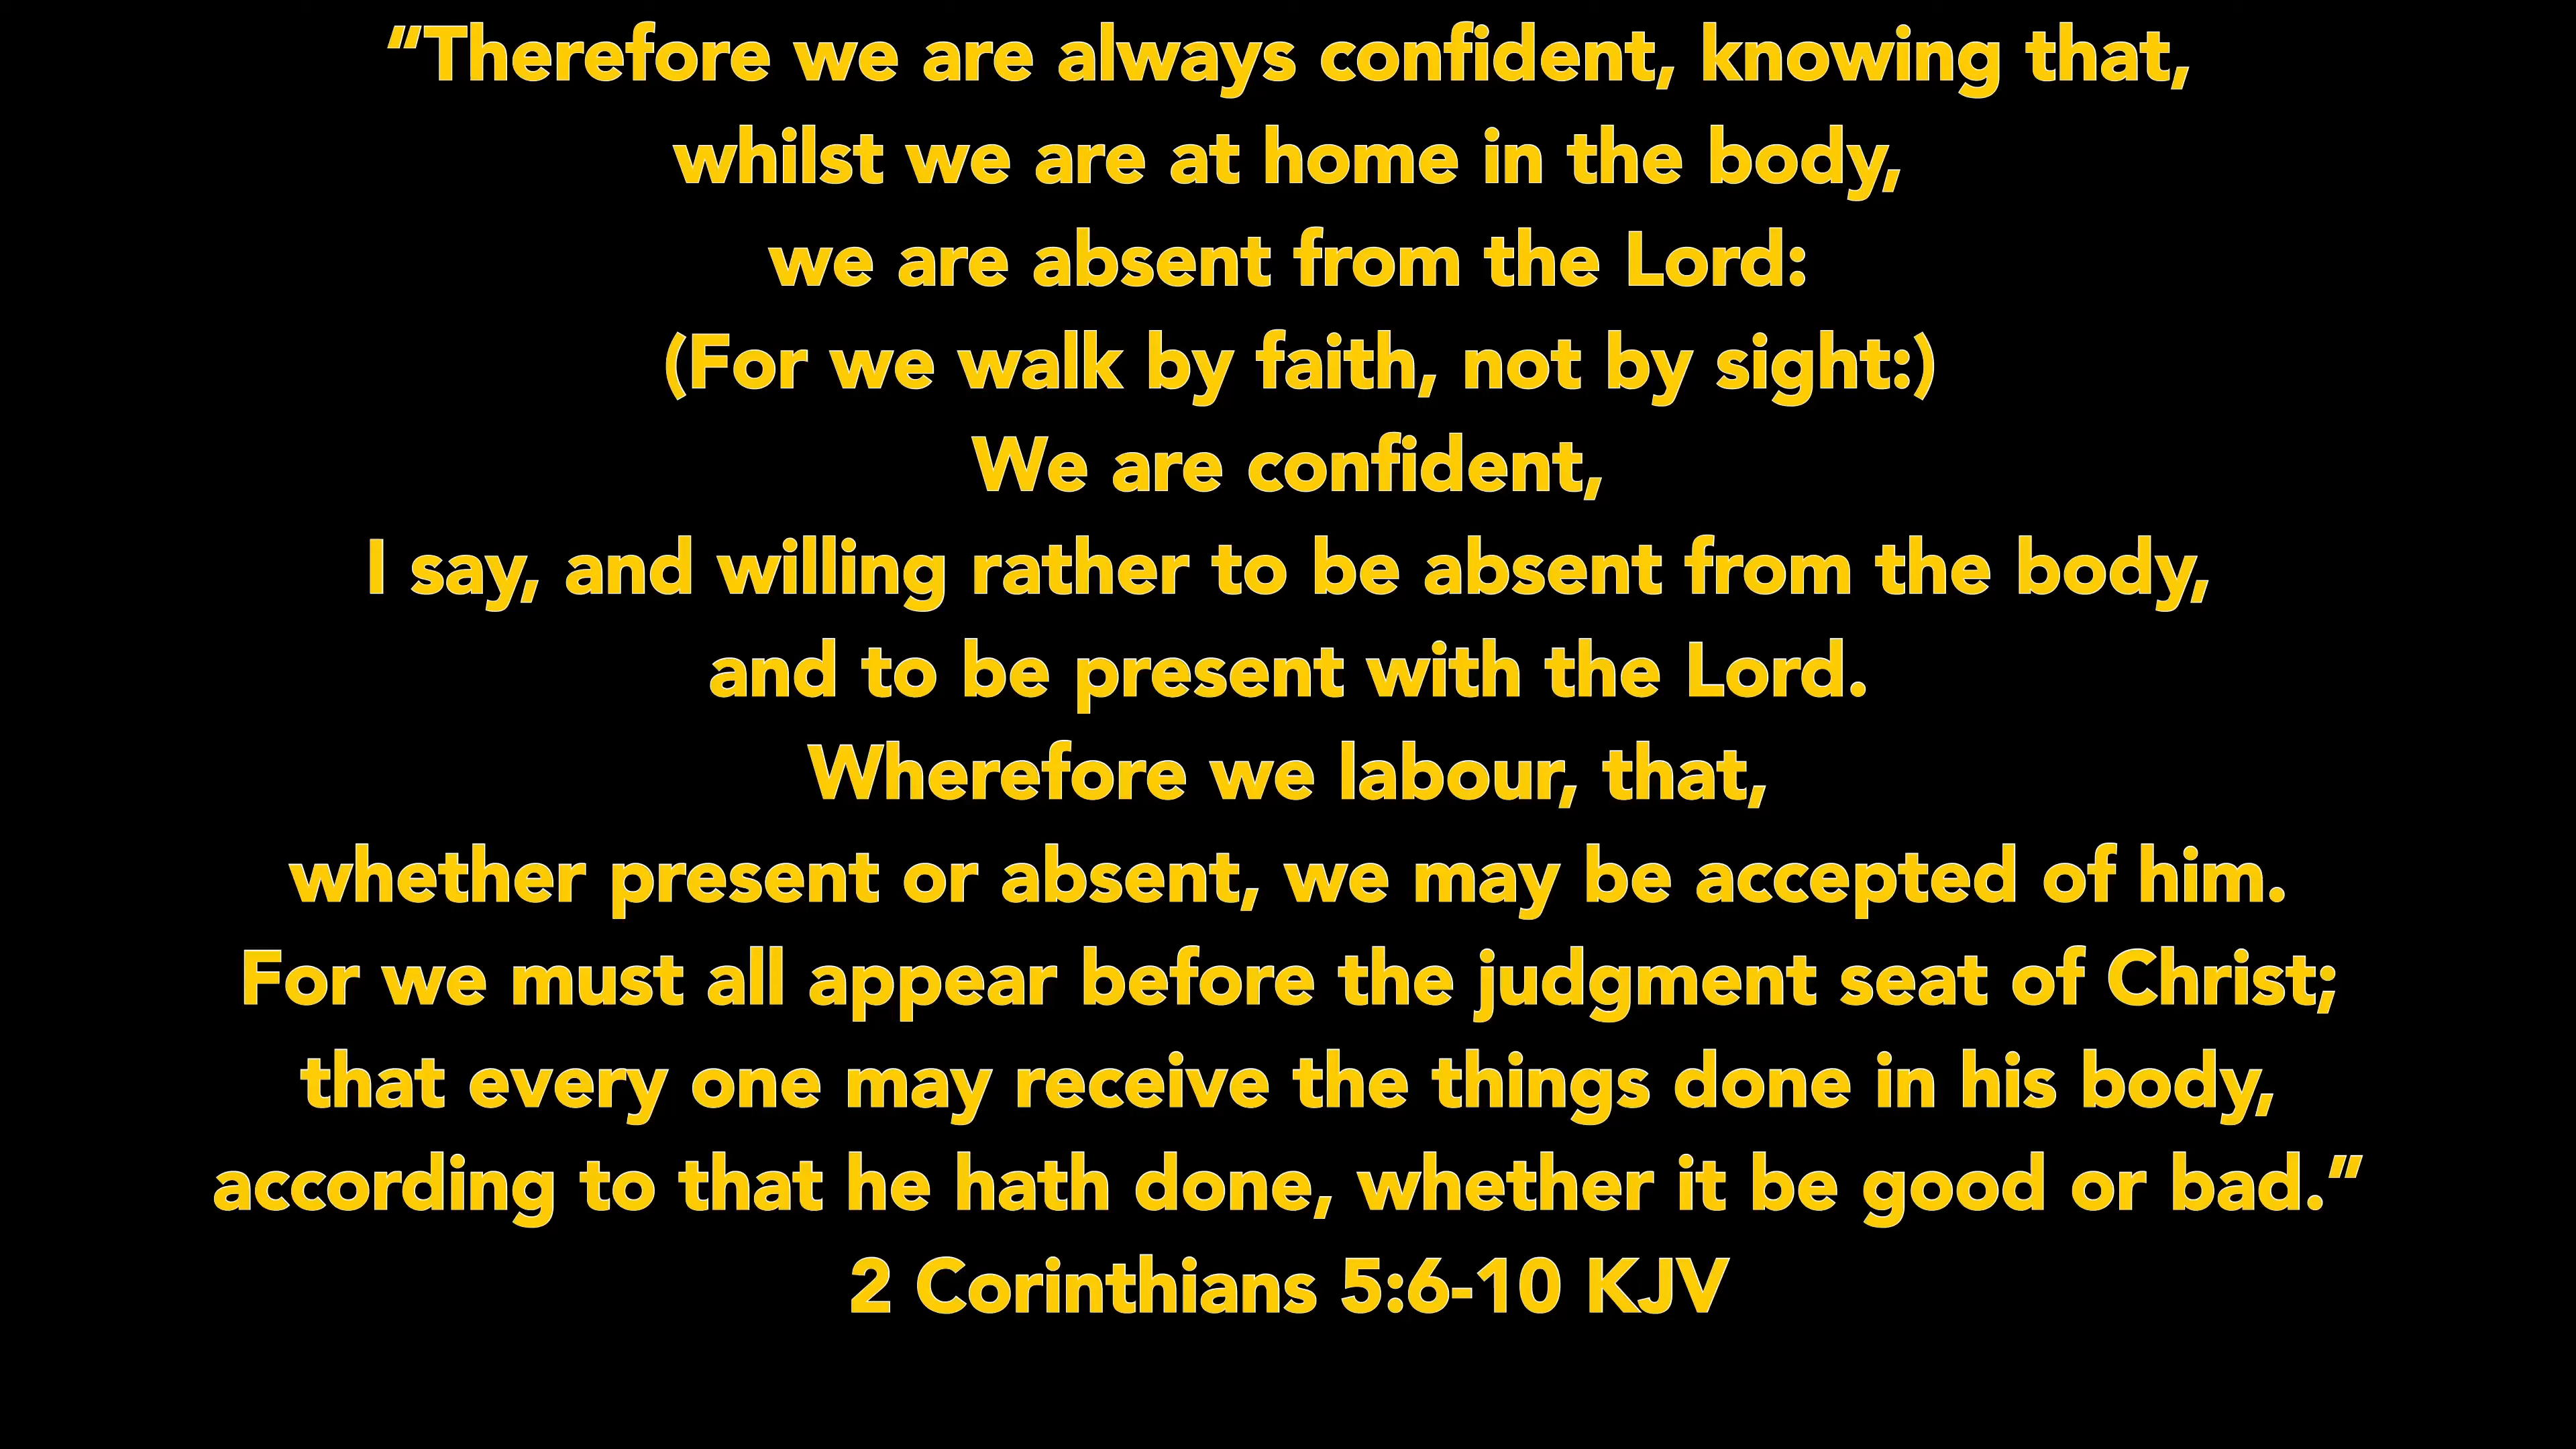 “Therefore we are always confident, knowing that,
whilst we are at home in the body,
we are absent from the Lord:
(For we walk by faith, not by sight:)
We are confident,
I say, and willing rather to be absent from the body,
and to be present with the Lord.
Wherefore we labour, that,
whether present or absent, we may be accepted of him.
For we must all appear before the judgment seat of Christ;
that every one may receive the things done in his body,
according to that he hath done, whether it be good or bad.”
2 Corinthians 5:6-10 KJV